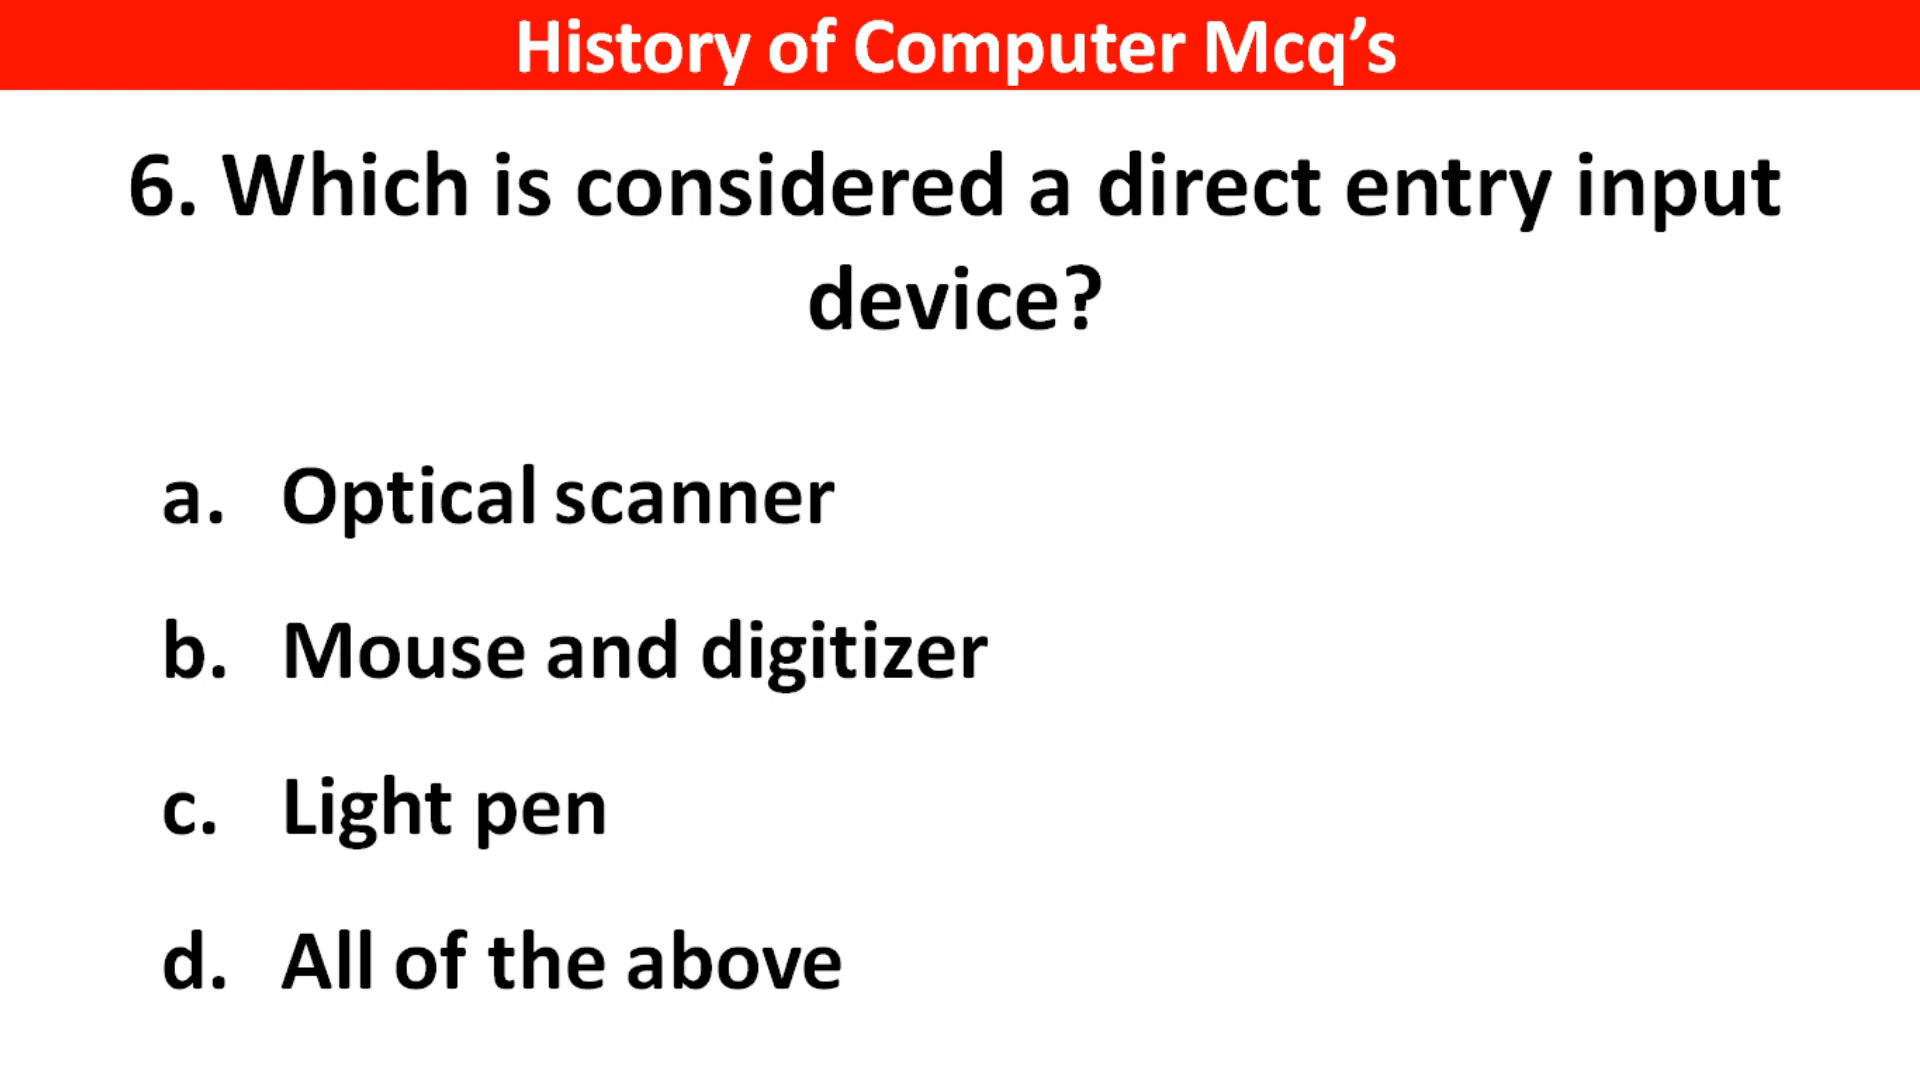 History of Computer Mcq’s
6. Which is considered a direct entry input
device?
a. Optical scanner
b. Mouse and digitizer
c. Light pen
d. All of the above